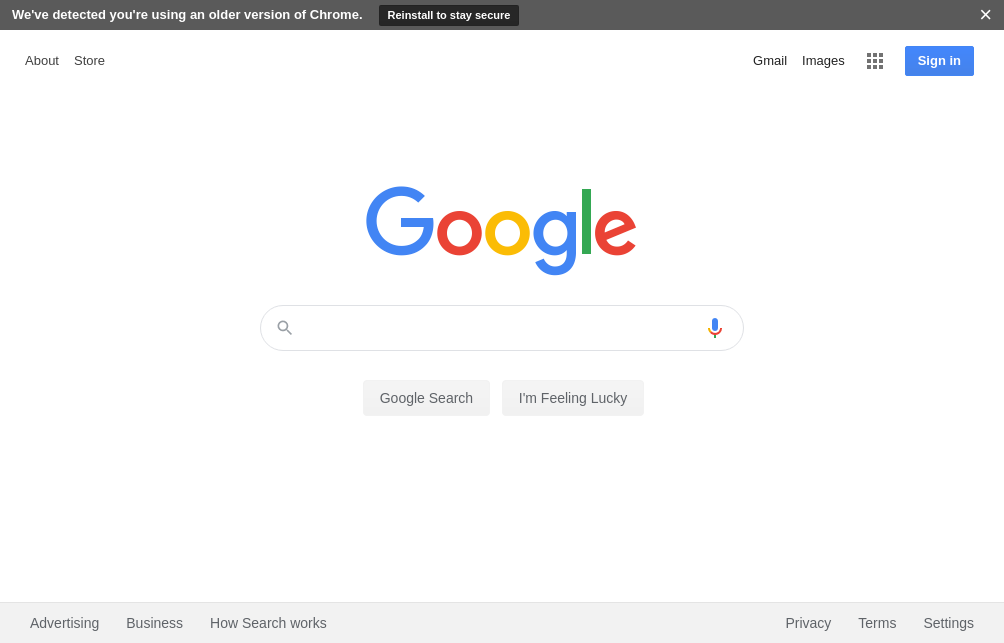 We've detected you're using an older version of Chrome. Reinstall to stay secure
About Store Gmail Images Sign in
Google
Google Search I'm Feeling Lucky
Advertising Business How Search works Privacy Terms Settings